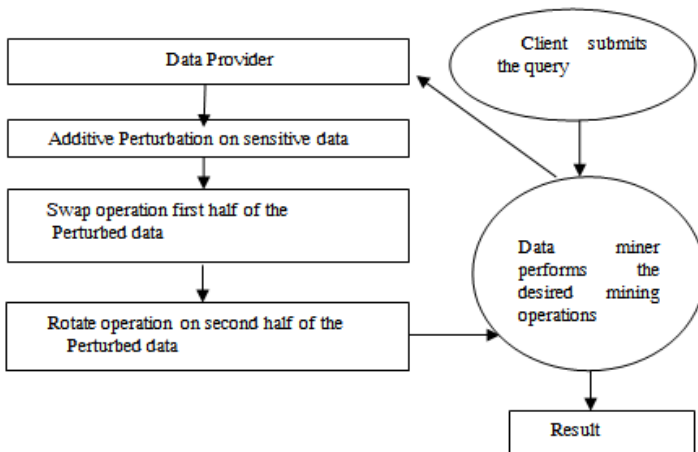 Data Provider
Additive Perturbation on sensitive data
Swap operation first half of the
Perturbed data
Rotate operation on second half of the
Perturbed data
Client submits
the query
Data miner
performs the
desired mining
operations
Result